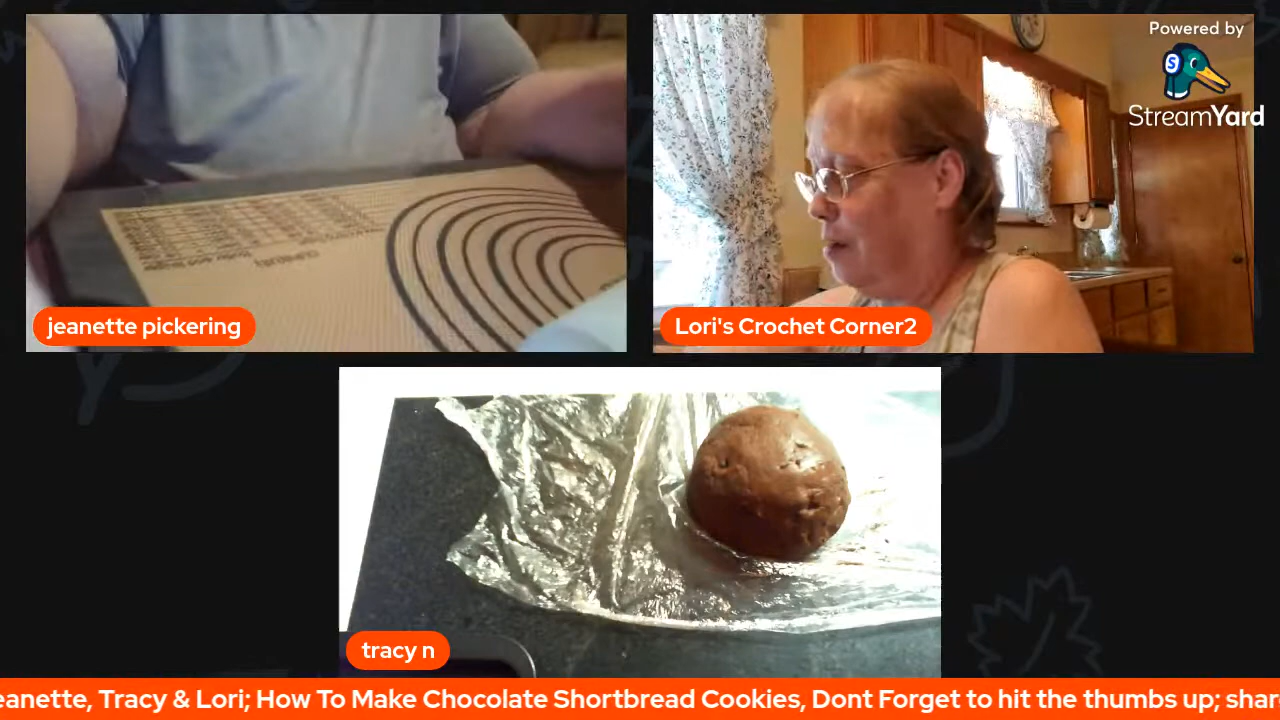 Powered by
StreamYard
jeanette pickering
Lori's Crochet Corner2
tracy n
eanette, Tracy & Lori; How To Make Chocolate Shortbread Cookies, Dont Forget to hit the thumbs up; shar